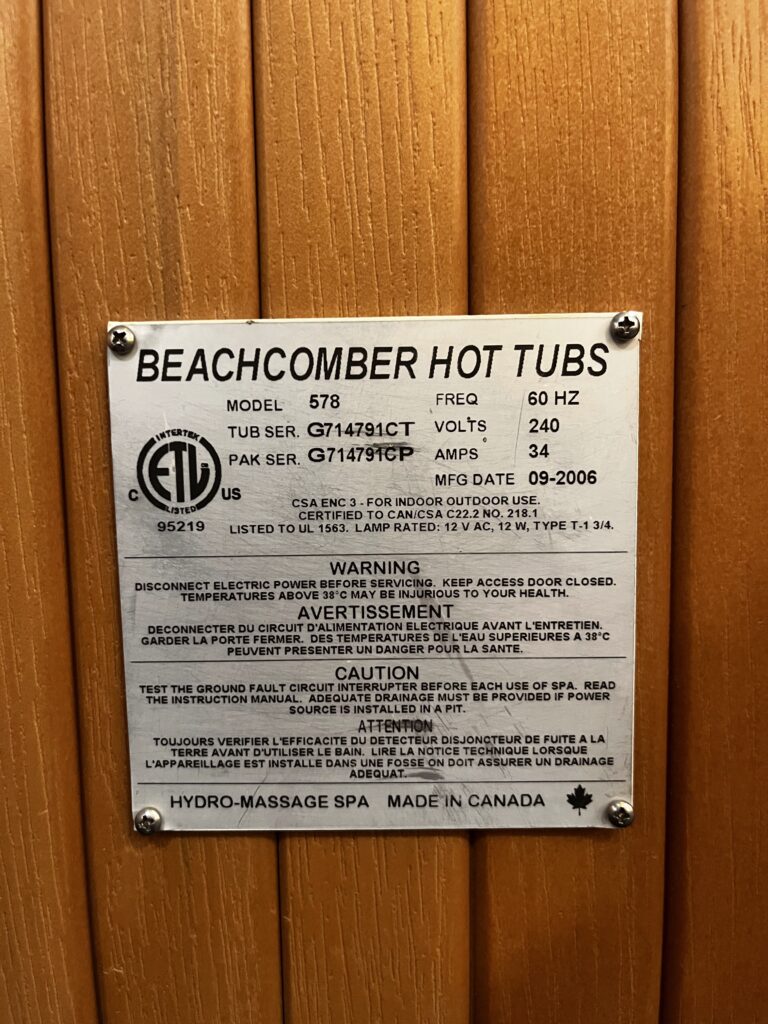 BEACHCOMBER HOT TUBS
MODEL 578 FREQ 60 HZ
TUB SER. G714791CT VOLTS 240
PAK SER. G714791CP AMPS 34
MFG DATE 09-2006
INTERTEK
ETL
LISTED
C US
95219
CSA ENC 3 - FOR INDOOR OUTDOOR USE.
CERTIFIED TO CAN/CSA C22.2 NO. 218.1
LISTED TO UL 1563. LAMP RATED: 12 V AC, 12 W, TYPE T-1 3/4.
WARNING
DISCONNECT ELECTRIC POWER BEFORE SERVICING. KEEP ACCESS DOOR CLOSED.
TEMPERATURES ABOVE 38°C MAY BE INJURIOUS TO YOUR HEALTH.
AVERTISSEMENT
DECONNECTER DU CIRCUIT D'ALIMENTATION ELECTRIQUE AVANT L'ENTRETIEN.
GARDER LA PORTE FERMER. DES TEMPERATURES DE L'EAU SUPERIEURES A 38°C
PEUVENT PRESENTER UN DANGER POUR LA SANTE.
CAUTION
TEST THE GROUND FAULT CIRCUIT INTERRUPTER BEFORE EACH USE OF SPA. READ
THE INSTRUCTION MANUAL. ADEQUATE DRAINAGE MUST BE PROVIDED IF POWER
SOURCE IS INSTALLED IN A PIT.
ATTENTION
TOUJOURS VERIFIER L'EFFICACITE DU DETECTEUR DISJONCTEUR DE FUITE A LA
TERRE AVANT D'UTILISER LE BAIN. LIRE LA NOTICE TECHNIQUE LORSQUE
L'APPAREILLAGE EST INSTALLE DANS UNE FOSSE ON DOIT ASSURER UN DRAINAGE
ADEQUAT.
HYDRO-MASSAGE SPA MADE IN CANADA